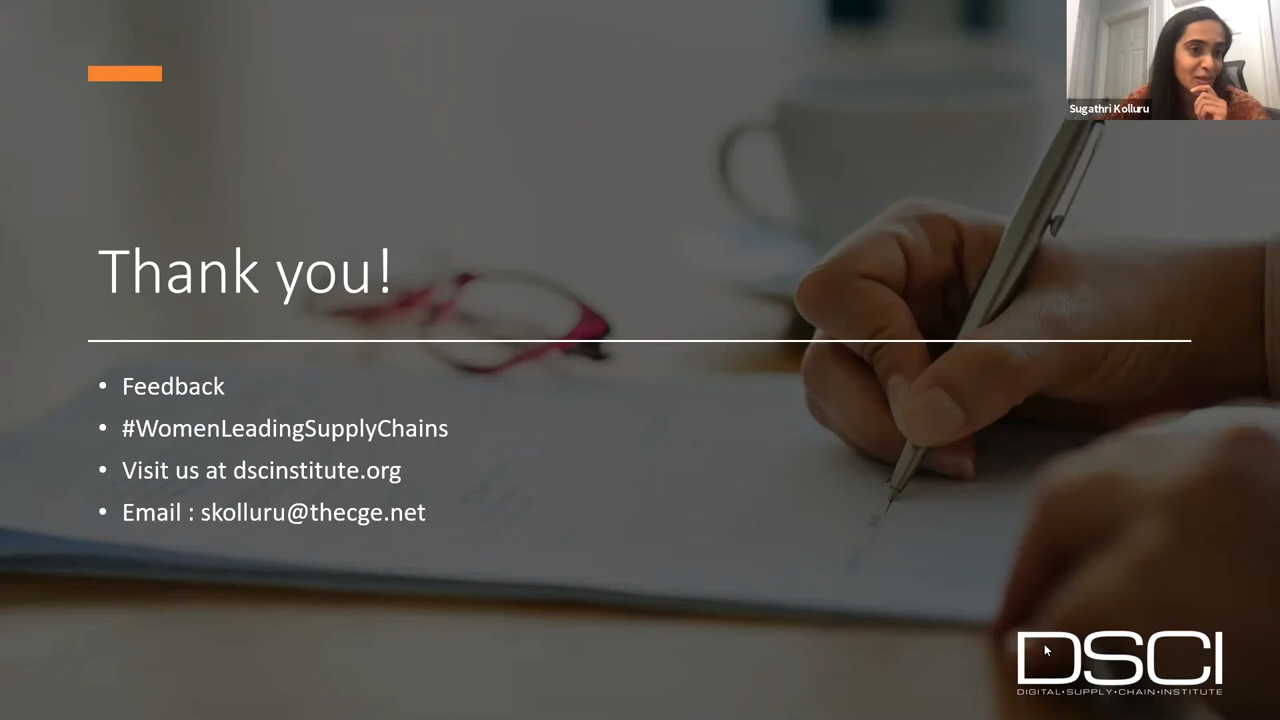 Sugathri Kolluru
Thank you!
• Feedback
• #WomenLeadingSupplyChains
• Visit us at dscinstitute.org
• Email : skolluru@thecge.net
DSCI
DIGITAL•SUPPLY•CHAIN•INSTITUTE